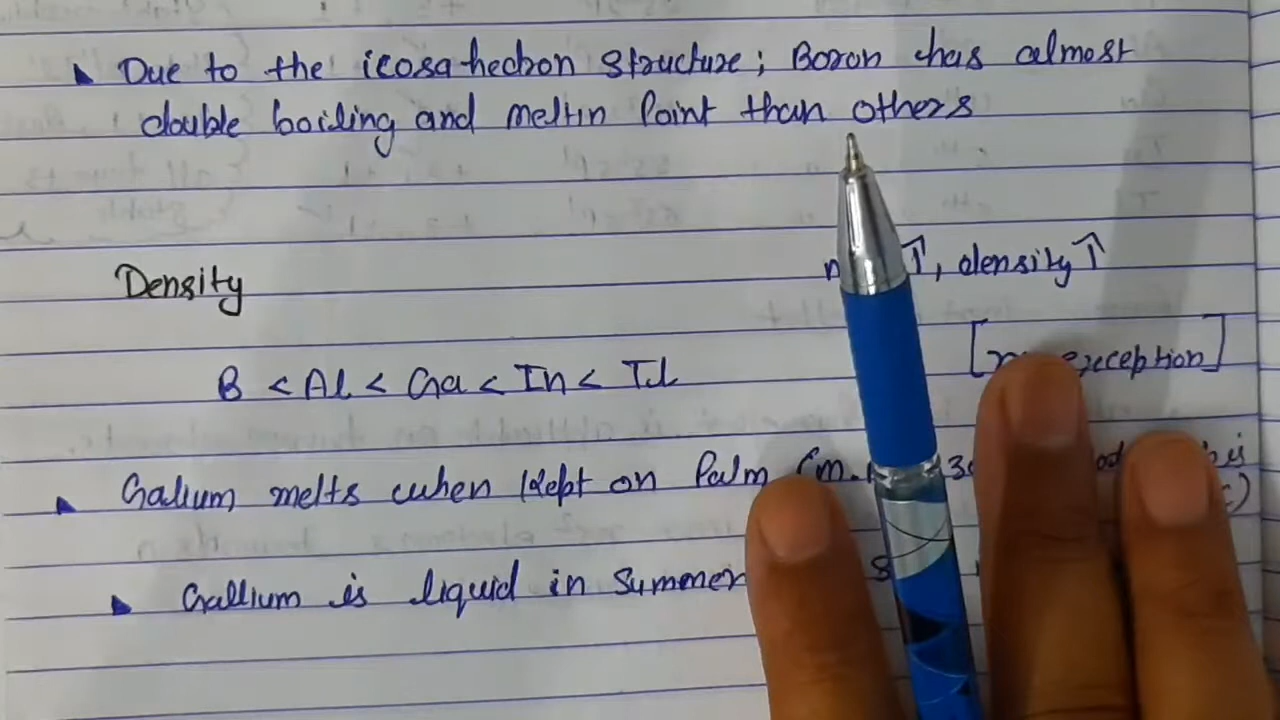 Due to the icosahedron structure; Boron has almost
double boiling and meltin Point than others
Density ↑, density ↑
B < Al < Ga < In < Tl [exception]
Galium melts when kept on Palm
Gallium is liquid in Summer